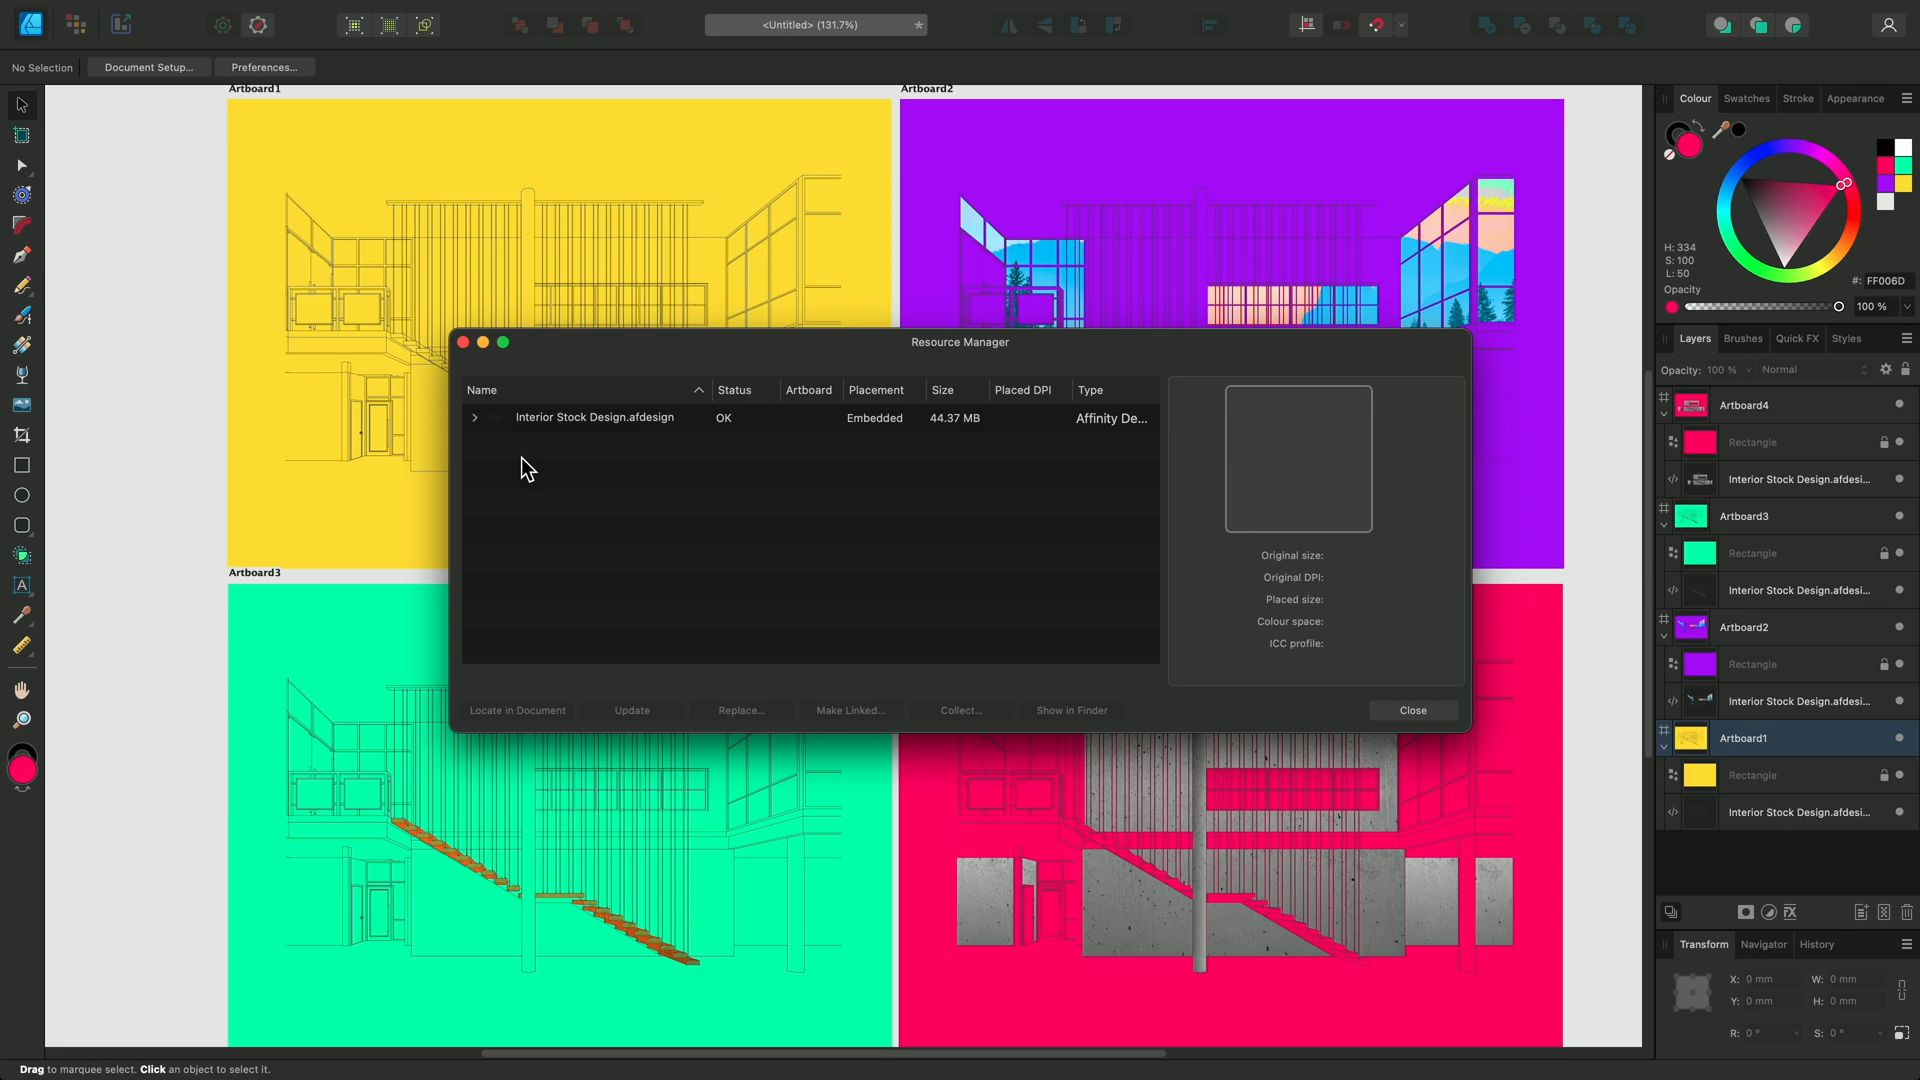 <Untitled> (131.7%)
*
No Selection
Document Setup...
Preferences...
Artboard1
Artboard2
Artboard3
Resource Manager
Name
Status
Artboard
Placement
Size
Placed DPI
Type
Interior Stock Design.afdesign
OK
Embedded
44.37 MB
Affinity De...
Original size:
Original DPI:
Placed size:
Colour space:
ICC profile:
Locate in Document
Update
Replace...
Make Linked...
Collect...
Show in Finder
Close
Colour
Swatches
Stroke
Appearance
H: 334
S: 100
L: 50
#: FF006D
Opacity
100 %
Layers
Brushes
Quick FX
Styles
Opacity: 100 %
Normal
Artboard4
Rectangle
Interior Stock Design.afdesi...
Artboard3
Rectangle
Interior Stock Design.afdesi...
Artboard2
Rectangle
Interior Stock Design.afdesi...
Artboard1
Rectangle
Interior Stock Design.afdesi...
Transform
Navigator
History
X: 0 mm
W: 0 mm
Y: 0 mm
H: 0 mm
R: 0 °
S: 0 °
Drag to marquee select. Click an object to select it.